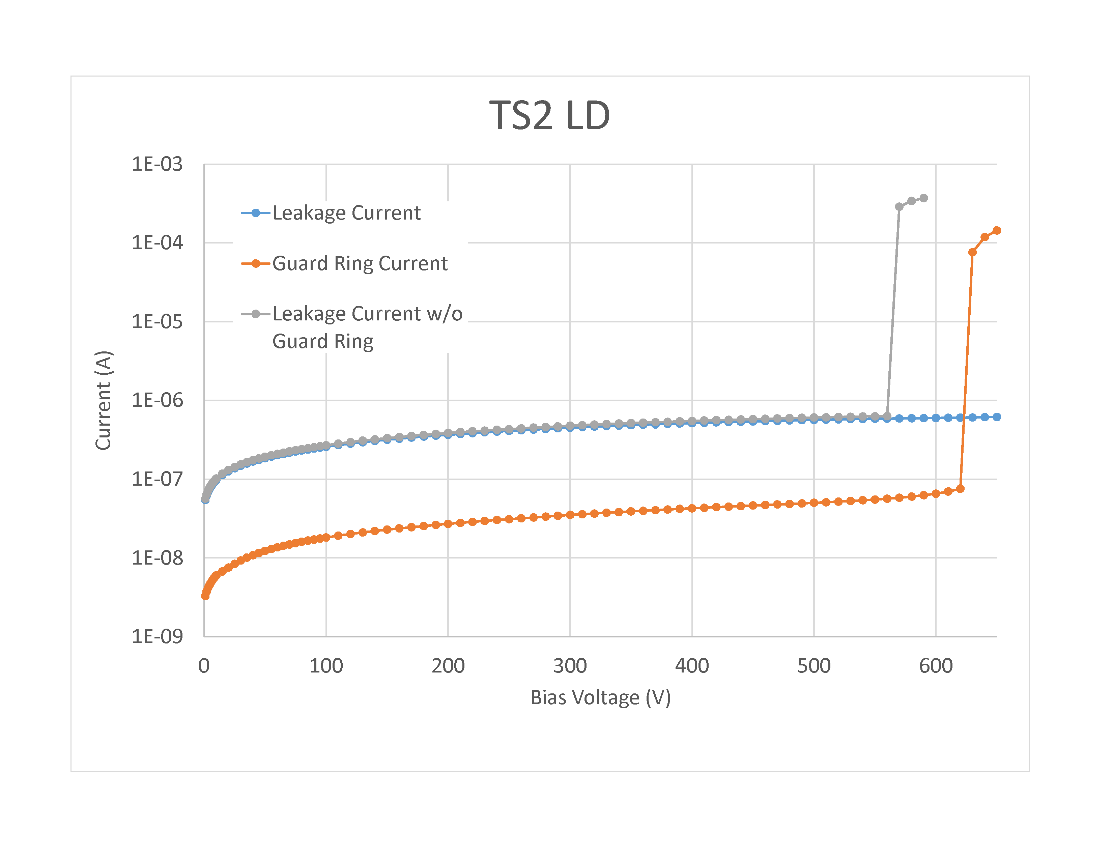 TS2 LD
1E-03
1E-04
1E-05
1E-06
1E-07
1E-08
1E-09
Current (A)
Leakage Current
Guard Ring Current
Leakage Current w/o
Guard Ring
0 100 200 300 400 500 600
Bias Voltage (V)